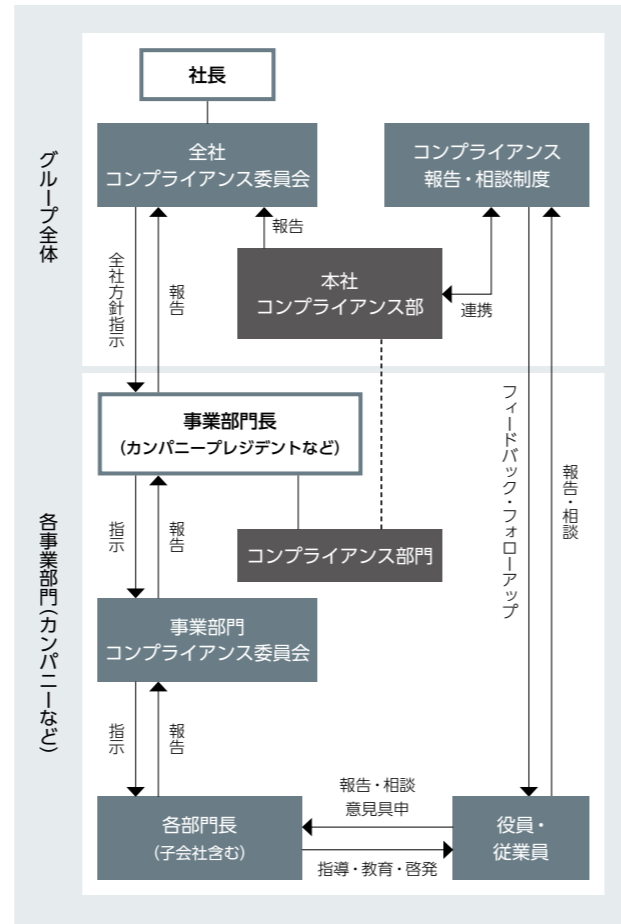 グループ全体
社長
全社
コンプライアンス委員会
コンプライアンス
報告・相談制度
報告
本社
コンプライアンス部
連携
全社方針指示
報告
各事業部門（カンパニーなど）
事業部門長
（カンパニープレジデントなど）
指示
報告
コンプライアンス部門
フィードバック・フォローアップ
報告・相談
事業部門
コンプライアンス委員会
指示
報告
各部門長
（子会社含む）
報告・相談
意見具申
指導・教育・啓発
役員・
従業員